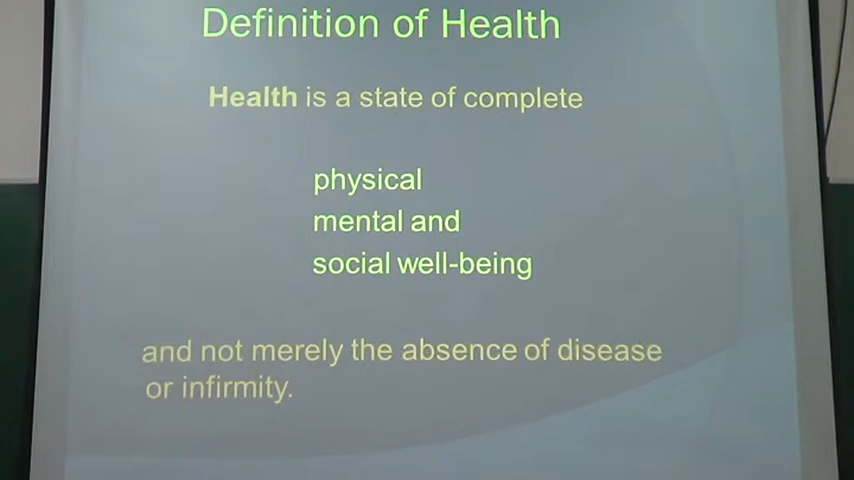 Definition of Health
Health is a state of complete
physical
mental and
social well-being
and not merely the absence of disease
or infirmity.